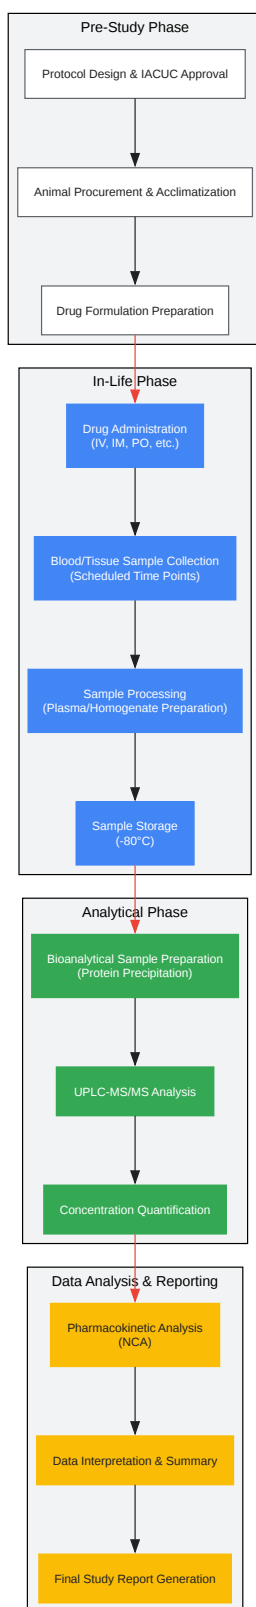 Pre-Study Phase
Protocol Design & IACUC Approval
Animal Procurement & Acclimatization
Drug Formulation Preparation
In-Life Phase
Drug Administration
(IV, IM, PO, etc.)
Blood/Tissue Sample Collection
(Scheduled Time Points)
Sample Processing
(Plasma/Homogenate Preparation)
Sample Storage
(-80°C)
Analytical Phase
Bioanalytical Sample Preparation
(Protein Precipitation)
UPLC-MS/MS Analysis
Concentration Quantification
Data Analysis & Reporting
Pharmacokinetic Analysis
(NCA)
Data Interpretation & Summary
Final Study Report Generation